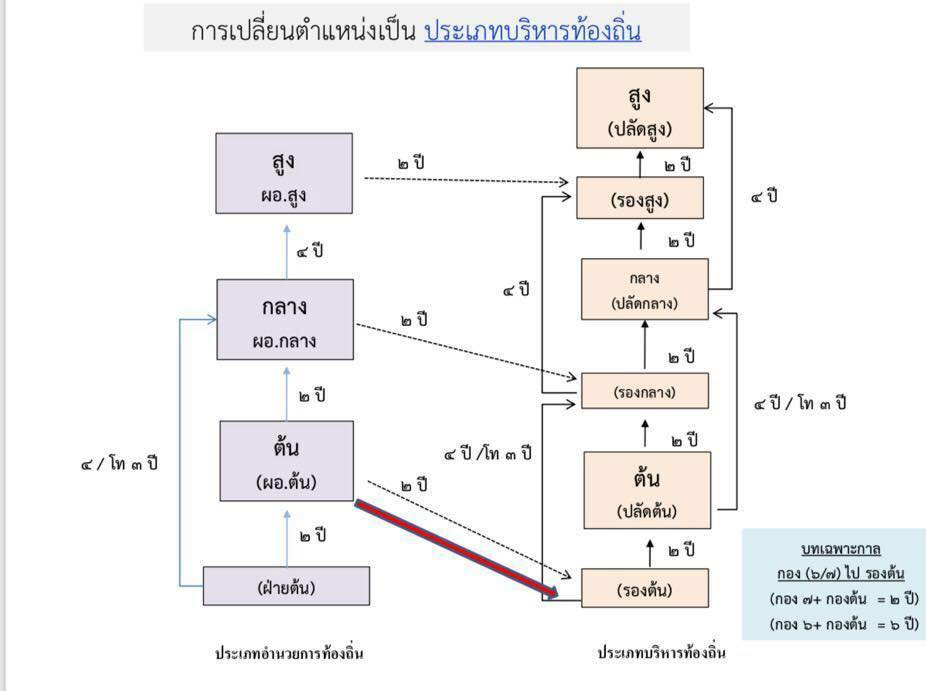 การเปลี่ยนตำแหน่งเป็น ประเภทบริหารท้องถิ่น
สูง
(ปลัดสูง)
สูง
ผอ.สูง
๒ ปี
๒ ปี
(รองสูง)
๔ ปี
๔ ปี
๒ ปี
กลาง
(ปลัดกลาง)
๔ ปี
กลาง
ผอ.กลาง
๒ ปี
๒ ปี
(รองกลาง)
๒ ปี
๔ ปี / โท ๓ ปี
ต้น
(ผอ.ต้น)
๔ / โท ๓ ปี
๔ ปี /โท ๓ ปี
๒ ปี
๒ ปี
ต้น
(ปลัดต้น)
๒ ปี
๒ ปี
(ฝ่ายต้น)
(รองต้น)
บทเฉพาะกาล
กอง (๖/๗) ไป รองต้น
(กอง ๗+ กองต้น = ๒ ปี)
(กอง ๖+ กองต้น = ๖ ปี)
ประเภทอำนวยการท้องถิ่น
ประเภทบริหารท้องถิ่น